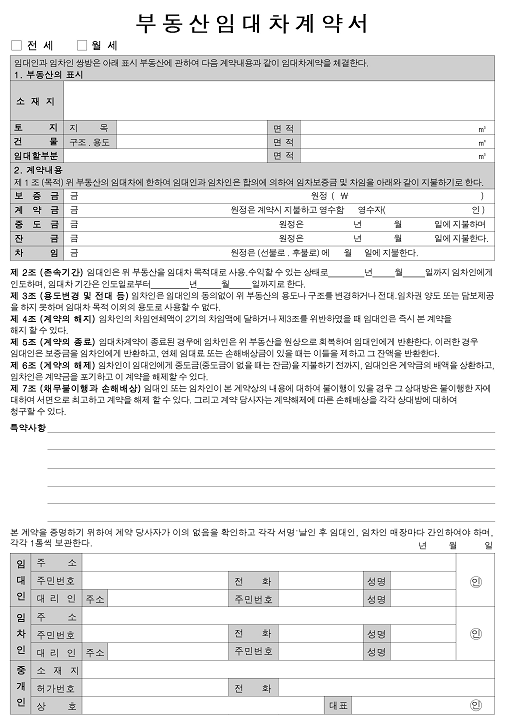 부동산임대차계약서
□ 전 세 □ 월 세
임대인과 임차인 쌍방은 아래 표시 부동산에 관하여 다음 계약내용과 같이 임대차계약을 체결한다.
1. 부동산의 표시
소 재 지
토 지 지 목 면 적 ㎡
건 물 구조 . 용도 면 적 ㎡
임대할부분 면 적 ㎡
2. 계약내용
제 1 조 (목적) 위 부동산의 임대차에 한하여 임대인과 임차인은 합의에 의하여 임차보증금 및 차임을 아래와 같이 지불하기로 한다.
보 증 금 금 원정 ( ₩ )
계 약 금 금 원정은 계약시 지불하고 영수함 영수자( 인 )
중 도 금 금 원정은 년 월 일에 지불하며
잔 금 금 원정은 년 월 일에 지불한다.
차 임 금 원정은 (선불로 . 후불로) 에 월 일에 지불한다.
제 2조 (존속기간) 임대인은 위 부동산을 임대차 목적대로 사용.수익할 수 있는 상태로____년____월____일까지 임차인에게
인도하며, 임대차 기간은 인도일로부터____년____월____일까지로 한다.
제 3조 (용도변경 및 전대 등) 임차인은 임대인의 동의없이 위 부동산의 용도나 구조를 변경하거나 전대.임차권 양도 또는 담보제공
을 하지 못하며 임대차 목적 이외의 용도로 사용할 수 없다.
제 4조 (계약의 해지) 임차인의 차임연체액이 2기의 차임액에 달하거나 제3조를 위반하였을 때 임대인은 즉시 본 계약을
해지 할 수 있다.
제 5조 (계약의 종료) 임대차계약이 종료된 경우에 임차인은 위 부동산을 원상으로 회복하여 임대인에게 반환한다. 이러한 경우
임대인은 보증금을 임차인에게 반환하고, 연체 임대료 또는 손해배상금이 있을 때는 이들을 제하고 그 잔액을 반환한다.
제 6조 (계약의 해제) 임차인이 임대인에게 중도금(중도금이 없을 때는 잔금)을 지불하기 전까지, 임대인은 계약금의 배액을 상환하고,
임차인은 계약금을 포기하고 이 계약을 해제할 수 있다.
제 7조 (채무불이행과 손해배상) 임대인 또는 임차인이 본 계약상의 내용에 대하여 불이행이 있을 경우 그 상대방은 불이행한 자에
대하여 서면으로 최고하고 계약을 해제 할 수 있다. 그리고 계약 당사자는 계약해제에 따른 손해배상을 각각 상대방에 대하여
청구할 수 있다.
특약사항
본 계약을 증명하기 위하여 계약 당사자가 이의 없음을 확인하고 각각 서명·날인 후 임대인, 임차인 매장마다 간인하여야 하며,
각각 1통씩 보관한다. 년 월 일
임대인 주 소 ㊞
주민번호 전 화 성명
대 리 인 주소 주민번호 성명
임차인 주 소 ㊞
주민번호 전 화 성명
대 리 인 주소 주민번호 성명
중개인 소 재 지
허가번호 전 화
상 호 대표 ㊞